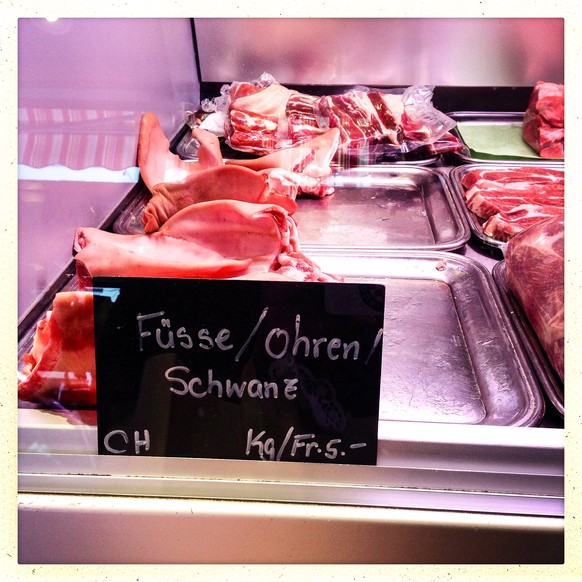 Füsse/Ohren/
Schwanz
CH Kg/Fr.5.-